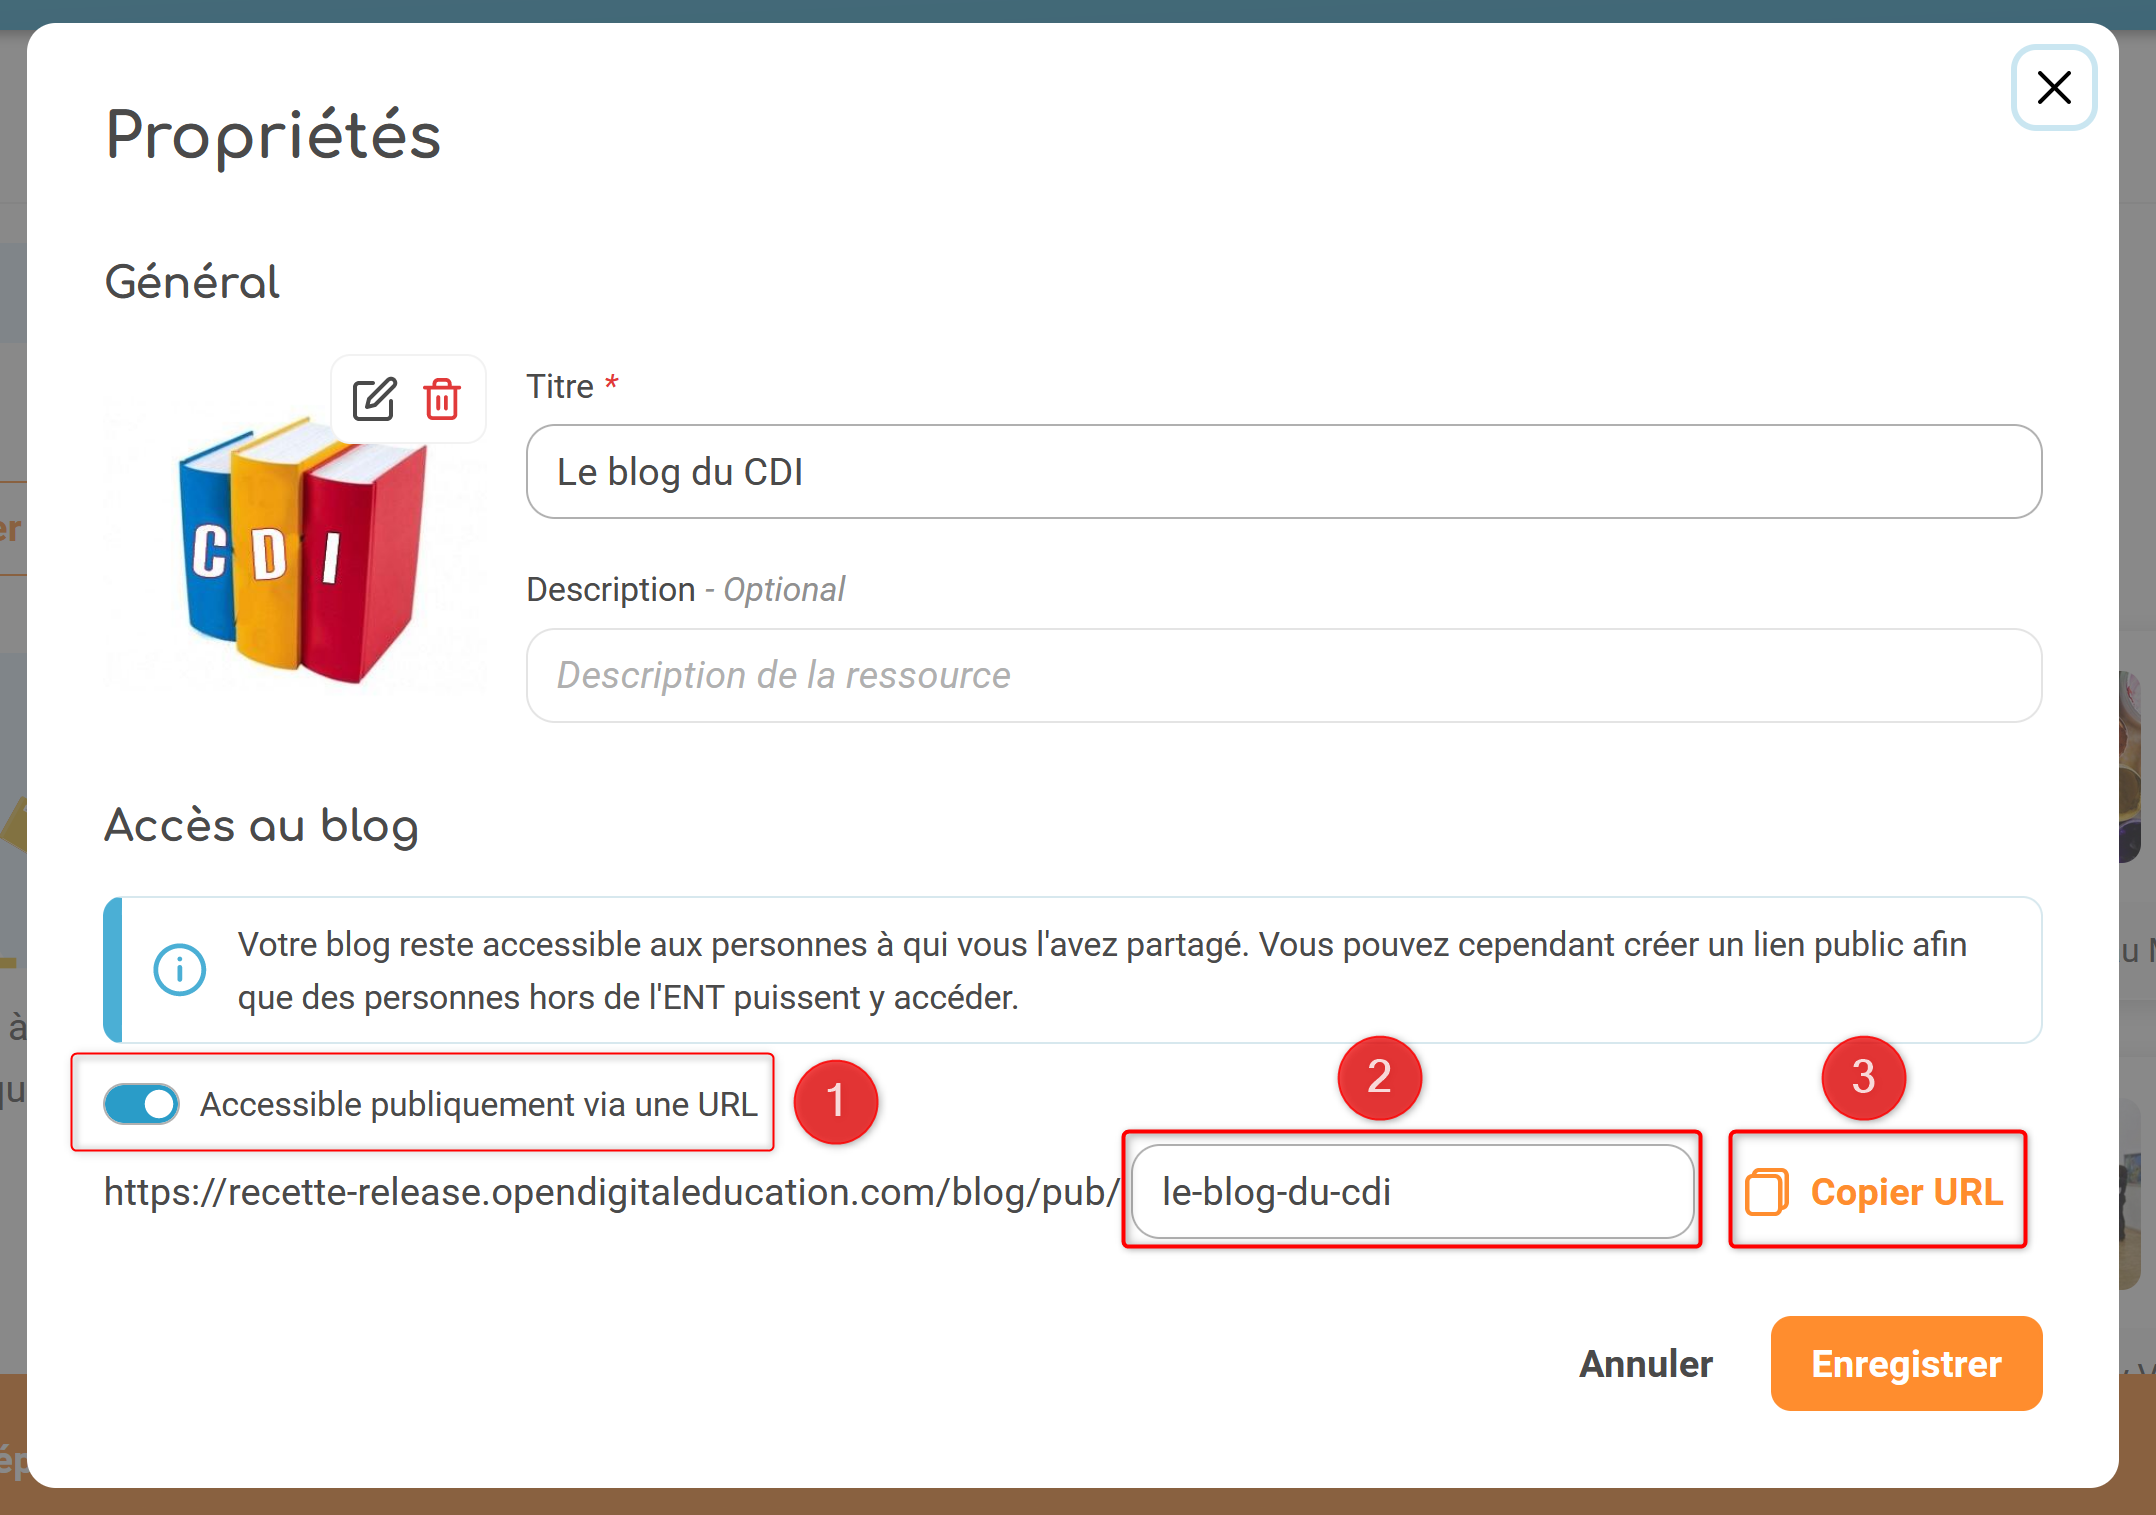 Propriétés
Général
Titre *
Le blog du CDI
C D I
Description - Optional
Description de la ressource
Accès au blog
Votre blog reste accessible aux personnes à qui vous l'avez partagé. Vous pouvez cependant créer un lien public afin
que des personnes hors de l'ENT puissent y accéder.
Accessible publiquement via une URL
1
2
3
https://recette-release.opendigitaleducation.com/blog/pub/ le-blog-du-cdi
Copier URL
Annuler
Enregistrer
er
à